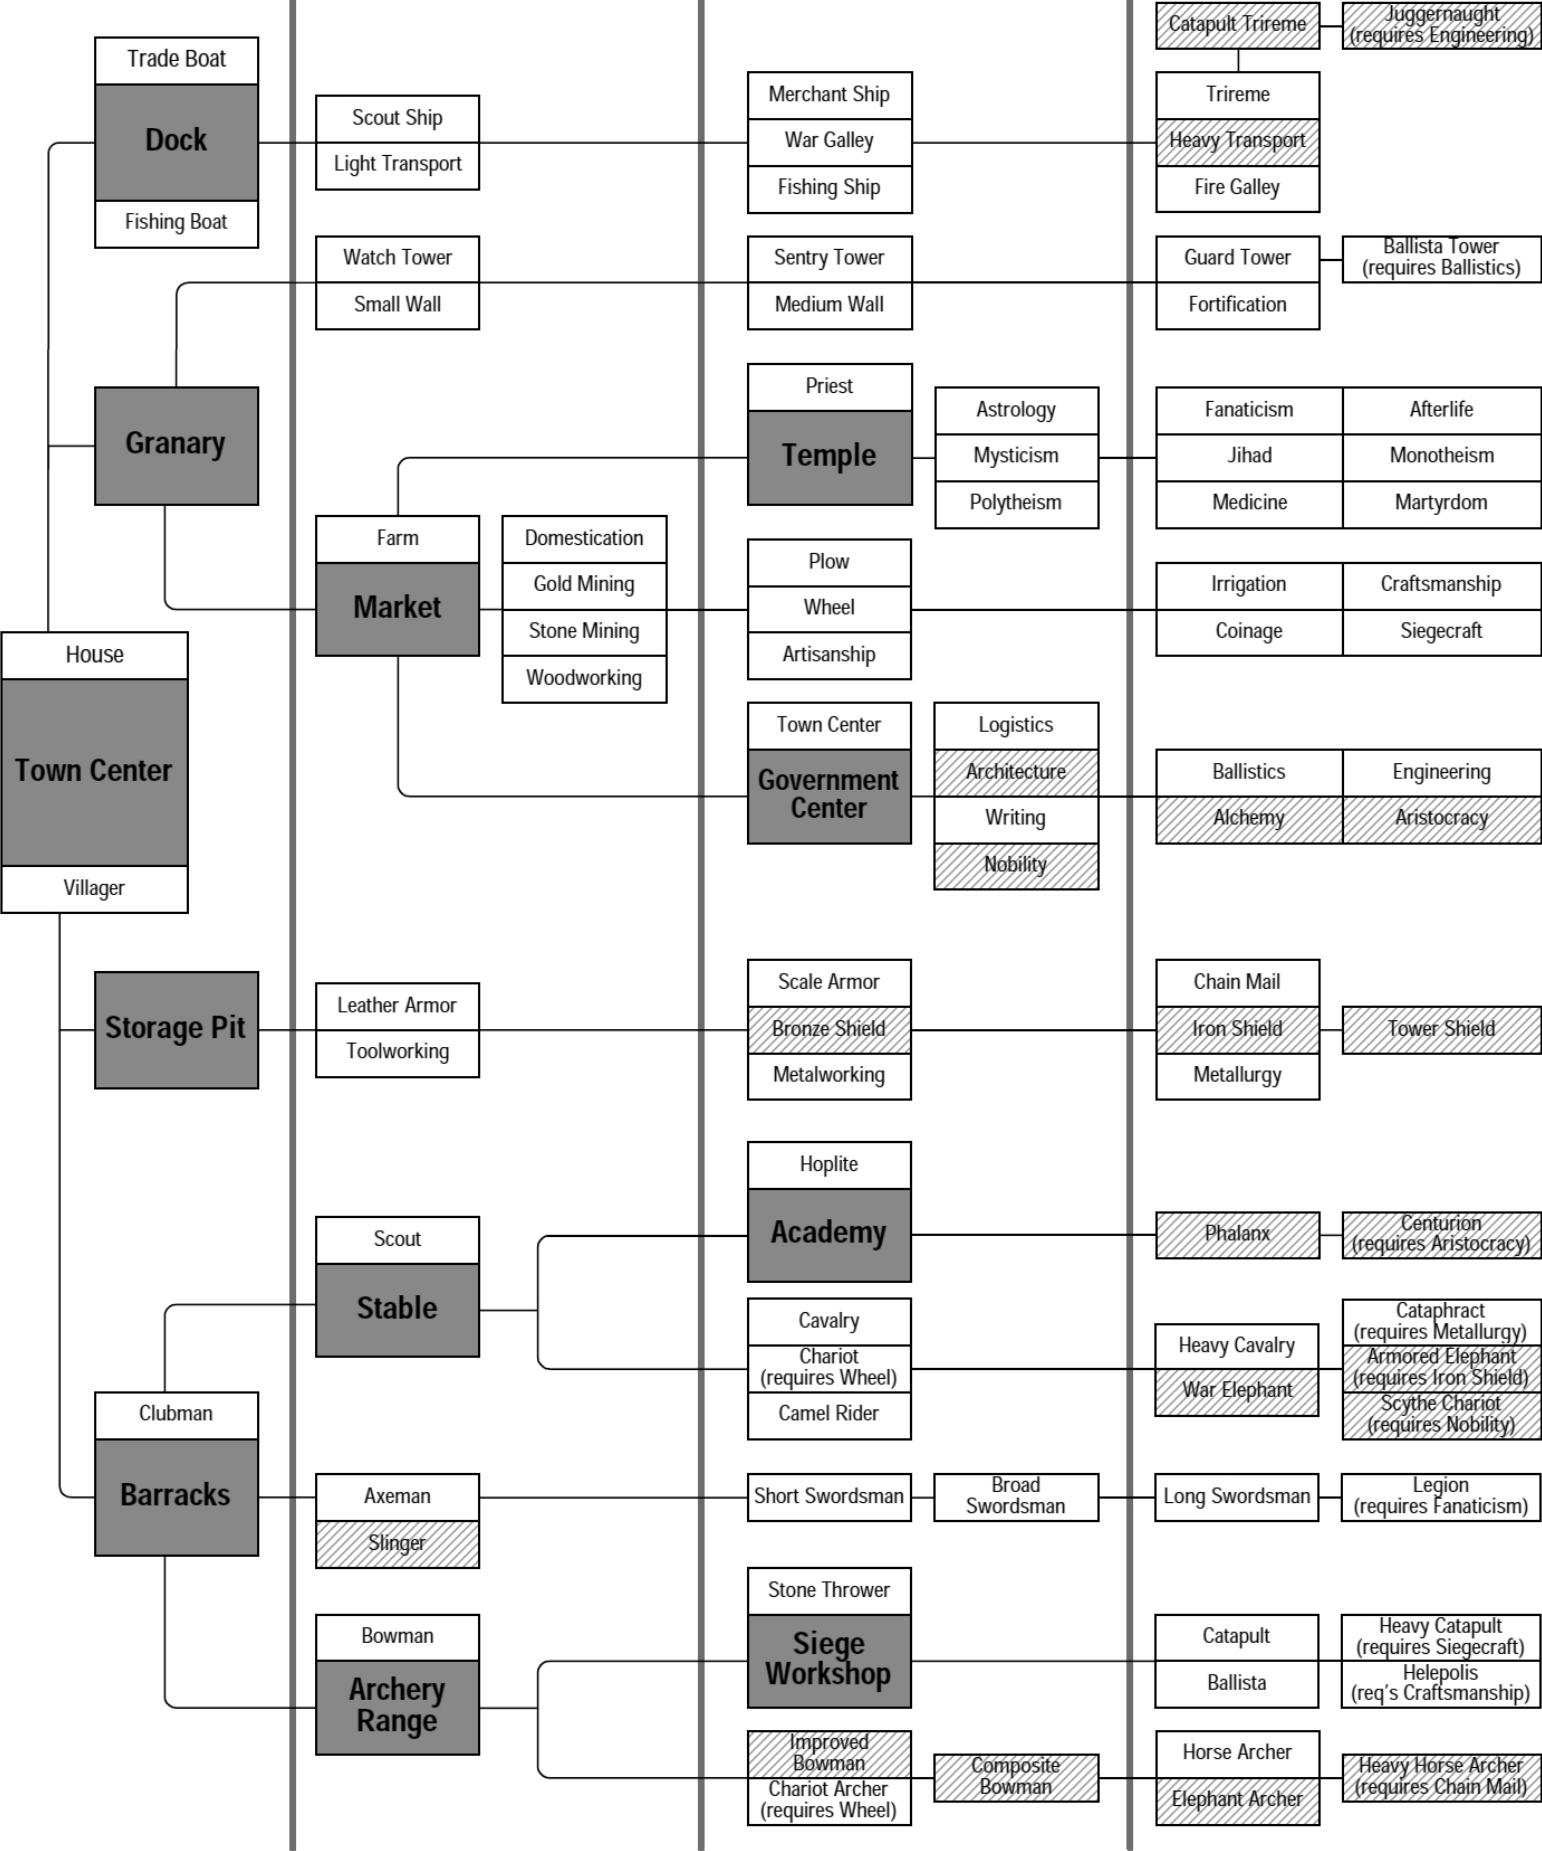 Catapult Trireme
Juggernaught
(requires Engineering)
Trade Boat
Dock
Fishing Boat
Scout Ship
Light Transport
Merchant Ship
War Galley
Fishing Ship
Trireme
Heavy Transport
Fire Galley
Watch Tower
Small Wall
Sentry Tower
Medium Wall
Guard Tower
Fortification
Ballista Tower
(requires Ballistics)
Granary
Priest
Temple
Astrology
Mysticism
Polytheism
Fanaticism
Afterlife
Jihad
Monotheism
Medicine
Martyrdom
Farm
Market
Domestication
Gold Mining
Stone Mining
Woodworking
Plow
Wheel
Artisanship
Irrigation
Craftsmanship
Coinage
Siegecraft
House
Town Center
Villager
Town Center
Government
Center
Logistics
Architecture
Writing
Nobility
Ballistics
Engineering
Alchemy
Aristocracy
Storage Pit
Leather Armor
Toolworking
Scale Armor
Bronze Shield
Metalworking
Chain Mail
Iron Shield
Metallurgy
Tower Shield
Hoplite
Academy
Phalanx
Centurion
(requires Aristocracy)
Scout
Stable
Cavalry
Chariot
(requires Wheel)
Camel Rider
Heavy Cavalry
War Elephant
Cataphract
(requires Metallurgy)
Armored Elephant
(requires Iron Shield)
Scythe Chariot
(requires Nobility)
Clubman
Barracks
Axeman
Slinger
Short Swordsman
Broad
Swordsman
Long Swordsman
Legion
(requires Fanaticism)
Bowman
Archery
Range
Stone Thrower
Siege
Workshop
Catapult
Ballista
Heavy Catapult
(requires Siegecraft)
Helepolis
(req's Craftsmanship)
Improved
Bowman
Chariot Archer
(requires Wheel)
Composite
Bowman
Horse Archer
Elephant Archer
Heavy Horse Archer
(requires Chain Mail)